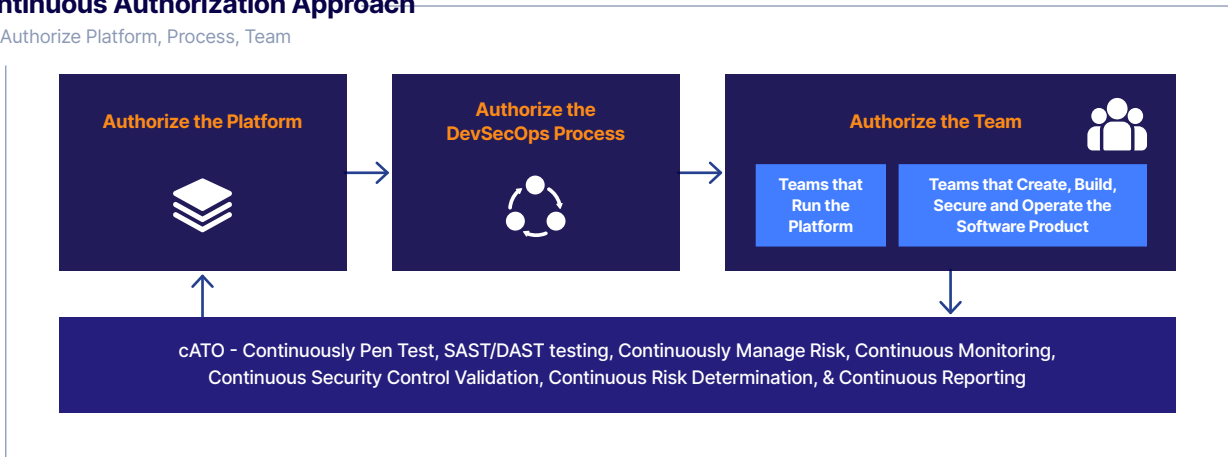 ntinuous Authorization Approach
Authorize Platform, Process, Team
Authorize the Platform
Authorize the
DevSecOps Process
Authorize the Team
Teams that
Run the
Platform
Teams that Create, Build,
Secure and Operate the
Software Product
cATO - Continuously Pen Test, SAST/DAST testing, Continuously Manage Risk, Continuous Monitoring,
Continuous Security Control Validation, Continuous Risk Determination, & Continuous Reporting